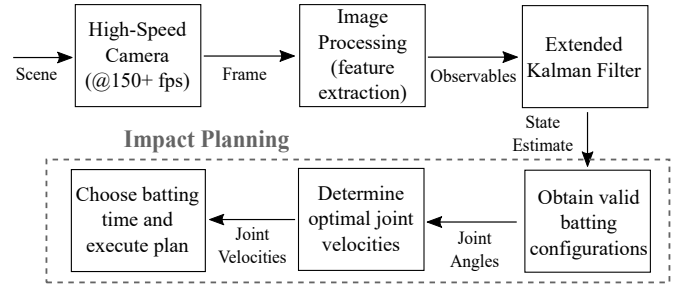 High-Speed
Camera
(@150+ fps)
Image
Processing
(feature
extraction)
Extended
Kalman Filter
Scene
Frame
Observables
State
Estimate
Impact Planning
Choose batting
time and
execute plan
Determine
optimal joint
velocities
Obtain valid
batting
configurations
Joint
Velocities
Joint
Angles